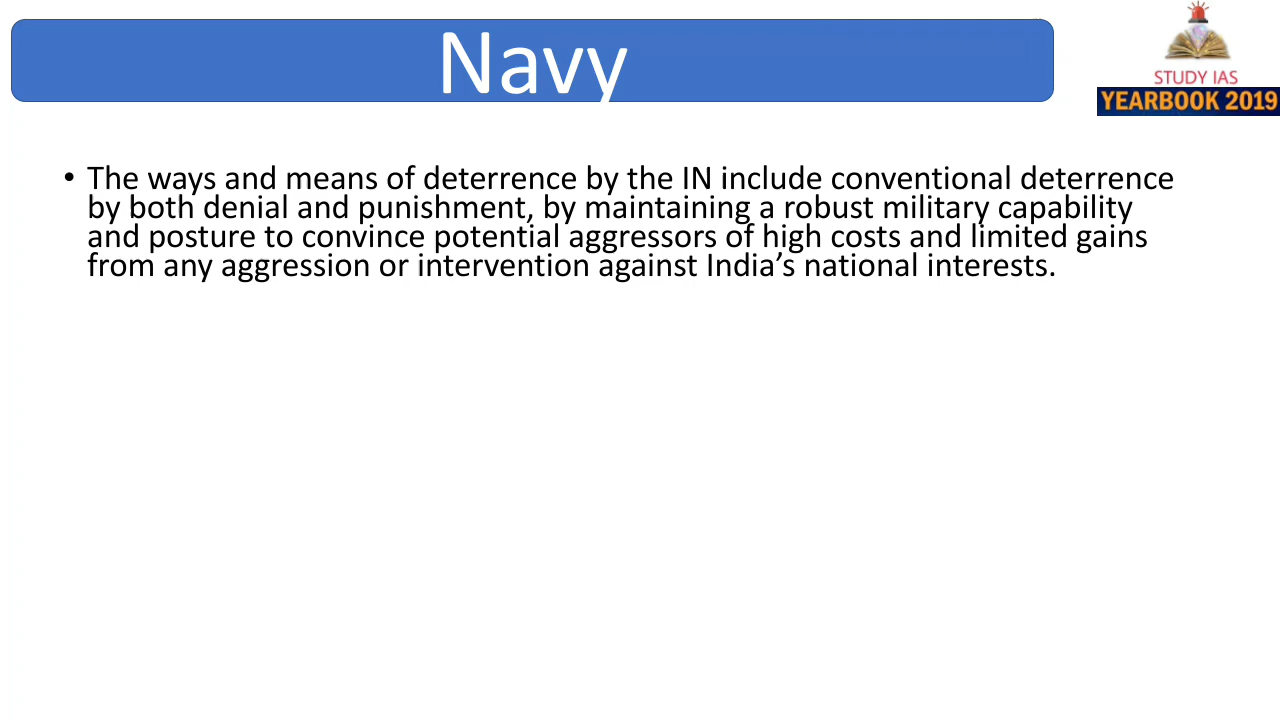 Navy
STUDY IAS
YEARBOOK 2019
• The ways and means of deterrence by the IN include conventional deterrence
by both denial and punishment, by maintaining a robust military capability
and posture to convince potential aggressors of high costs and limited gains
from any aggression or intervention against India’s national interests.